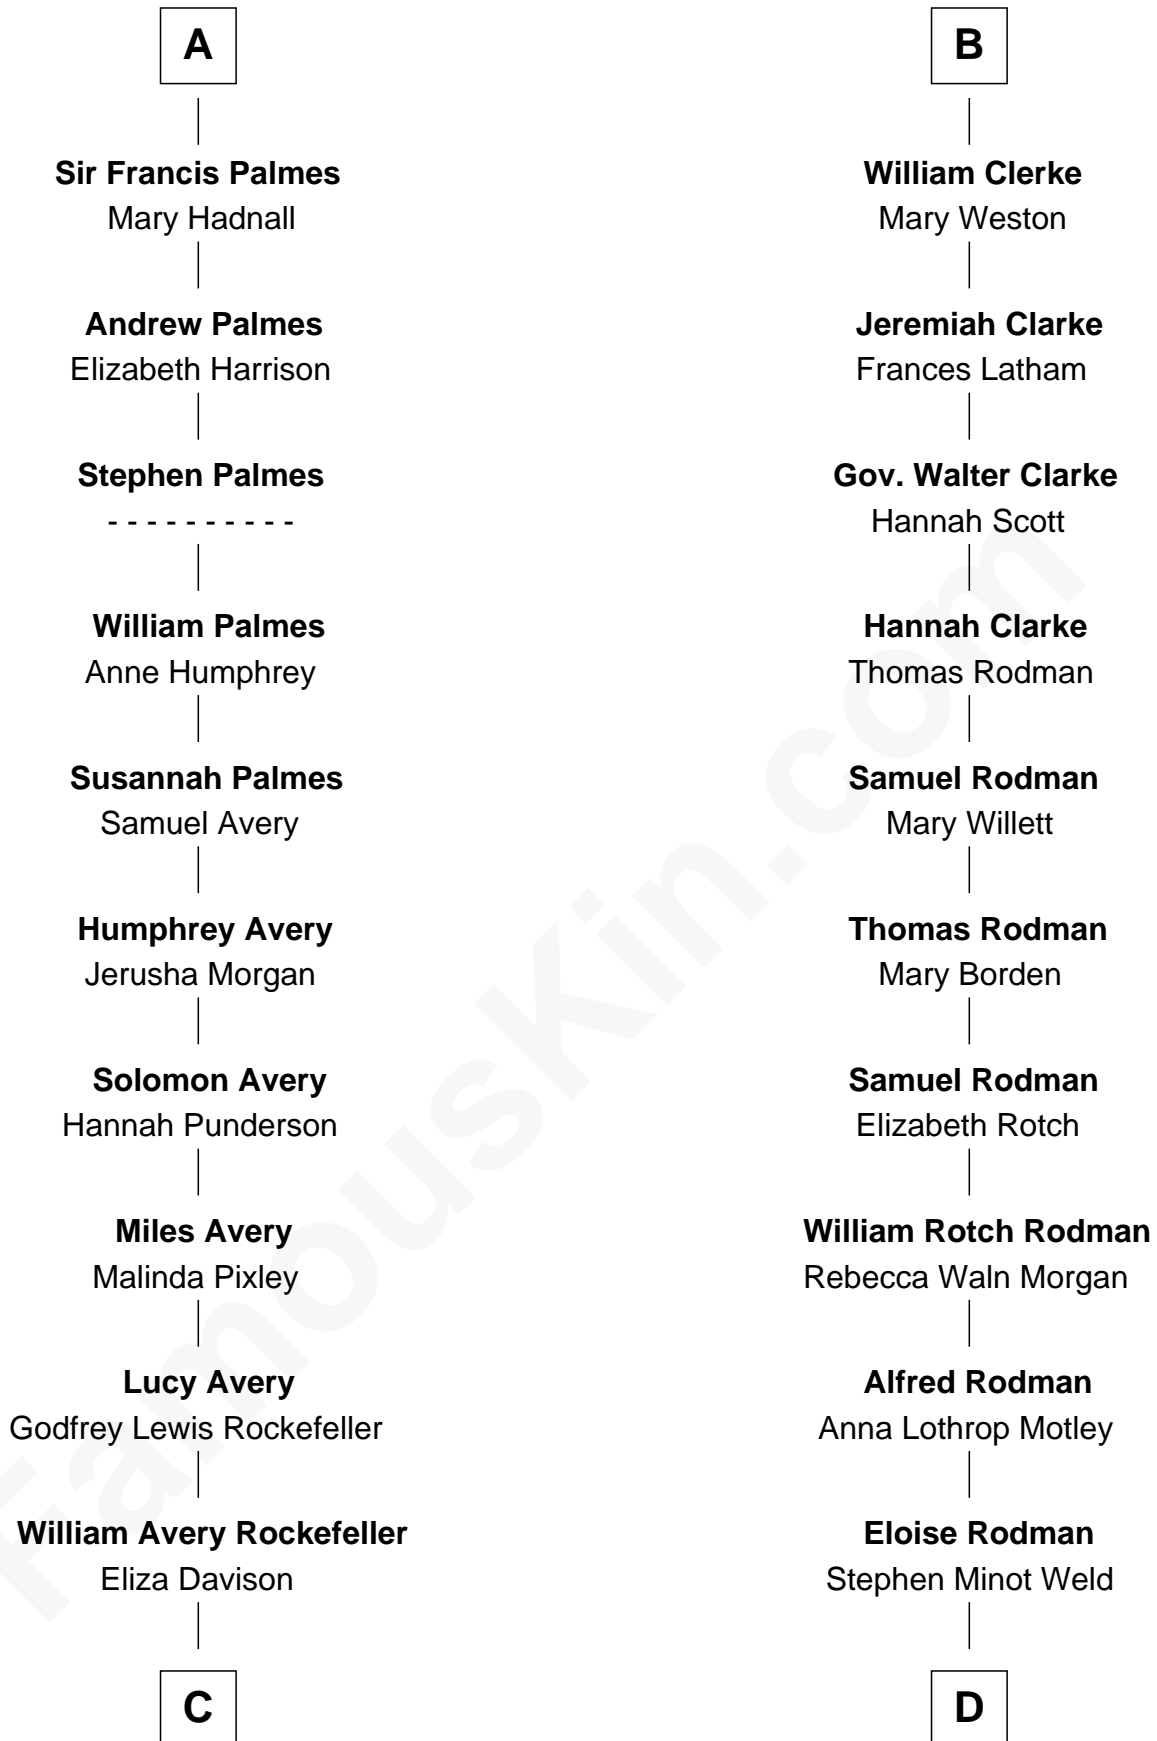 A
Sir Francis Palmes
Mary Hadnall
Andrew Palmes
Elizabeth Harrison
Stephen Palmes
- - - - - - - - - -
William Palmes
Anne Humphrey
Susannah Palmes
Samuel Avery
Humphrey Avery
Jerusha Morgan
Solomon Avery
Hannah Punderson
Miles Avery
Malinda Pixley
Lucy Avery
Godfrey Lewis Rockefeller
William Avery Rockefeller
Eliza Davison
C
B
William Clerke
Mary Weston
Jeremiah Clarke
Frances Latham
Gov. Walter Clarke
Hannah Scott
Hannah Clarke
Thomas Rodman
Samuel Rodman
Mary Willett
Thomas Rodman
Mary Borden
Samuel Rodman
Elizabeth Rotch
William Rotch Rodman
Rebecca Waln Morgan
Alfred Rodman
Anna Lothrop Motley
Eloise Rodman
Stephen Minot Weld
D
FamousKin.com